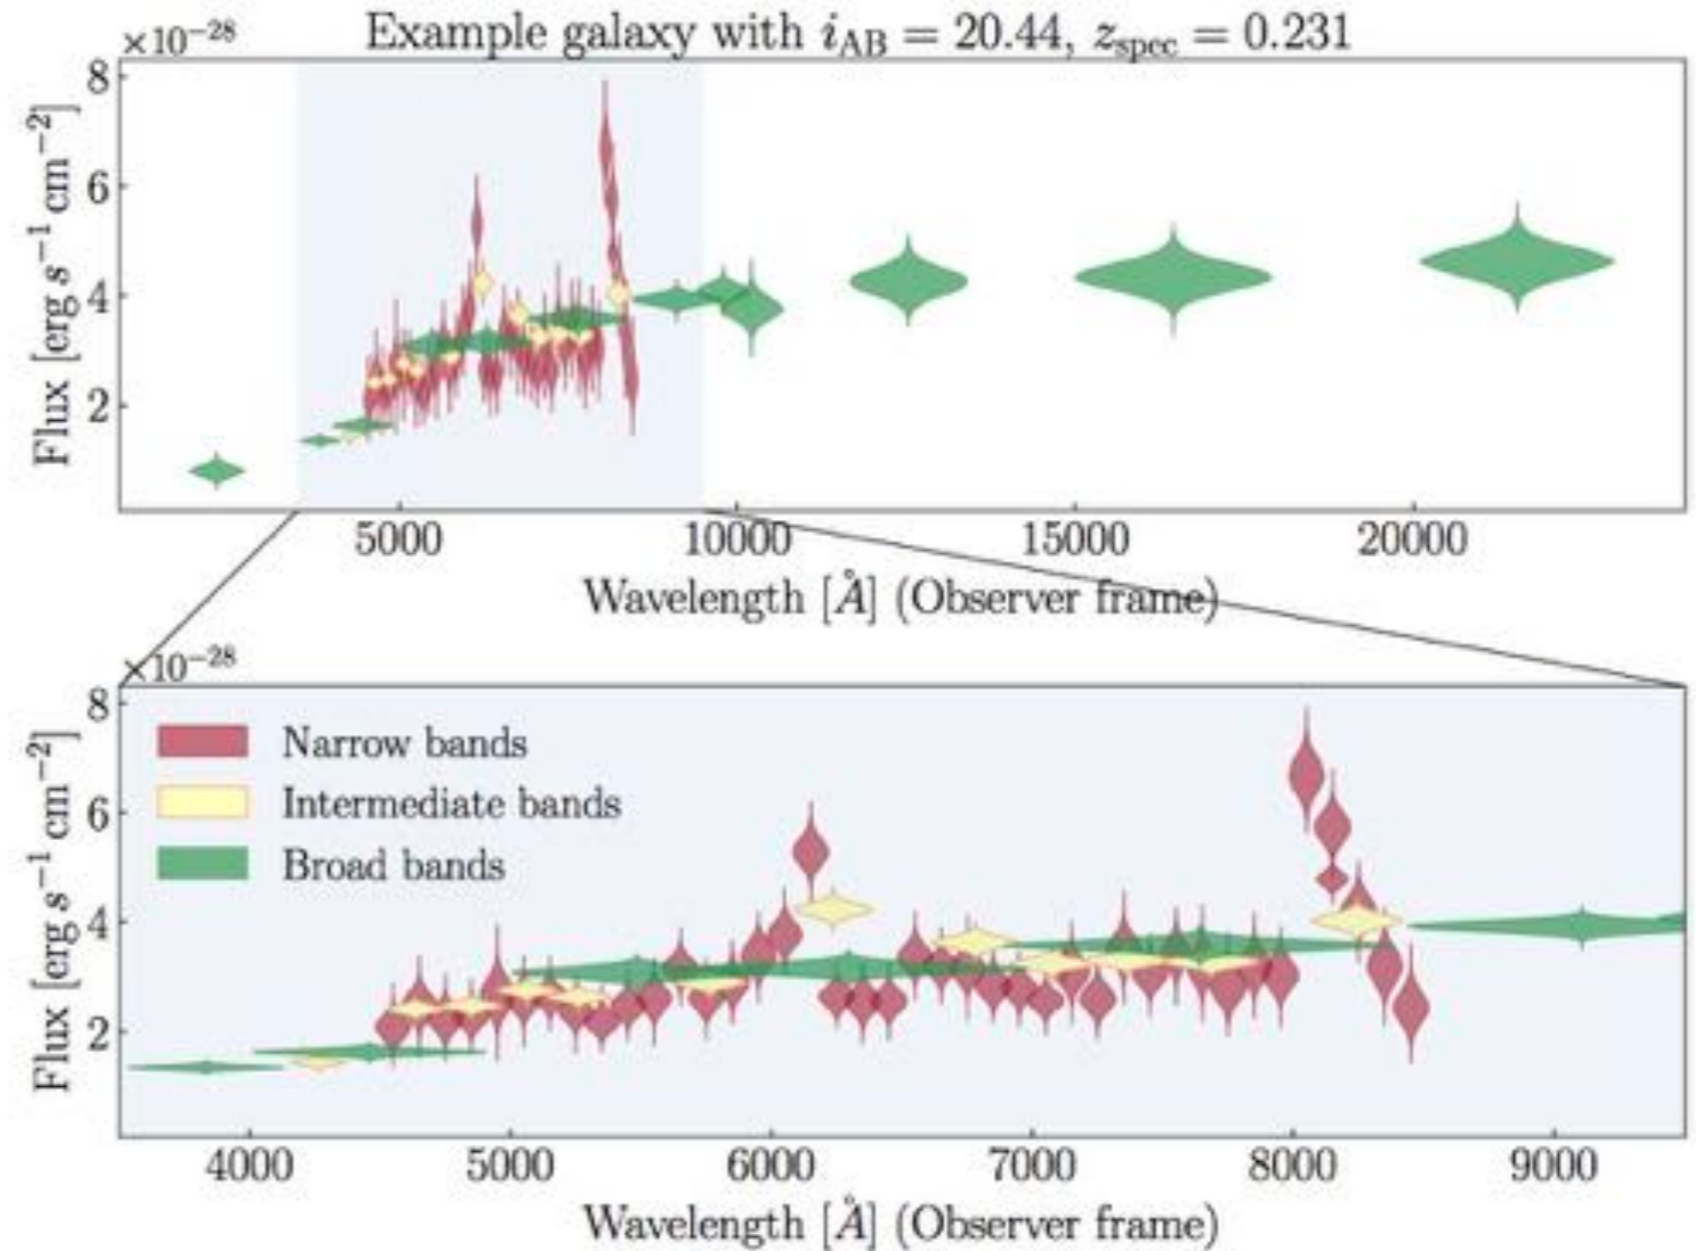 ×10⁻²⁸ Example galaxy with i_AB = 20.44, z_spec = 0.231
8
6
4
2
Flux [erg s⁻¹ cm⁻²]
5000 10000 15000 20000
Wavelength [Å] (Observer frame)
×10⁻²⁸
8
6
4
2
Flux [erg s⁻¹ cm⁻²]
Narrow bands
Intermediate bands
Broad bands
4000 5000 6000 7000 8000 9000
Wavelength [Å] (Observer frame)